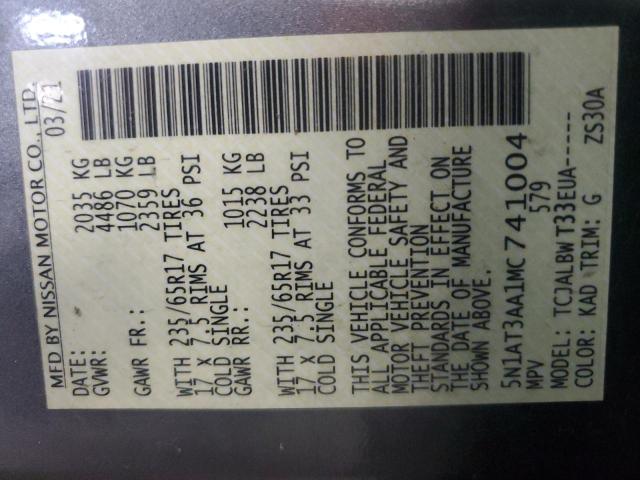 MFD BY NISSAN MOTOR CO., LTD.
DATE: 03/21
GVWR: 2035 KG
4486 LB
GAWR FR.: 1070 KG
2359 LB
WITH 235/65R17 TIRES
17 X 7.5 RIMS AT 36 PSI
COLD SINGLE
GAWR RR.: 1015 KG
2238 LB
WITH 235/65R17 TIRES
17 X 7.5 RIMS AT 33 PSI
COLD SINGLE
THIS VEHICLE CONFORMS TO
ALL APPLICABLE FEDERAL
MOTOR VEHICLE SAFETY AND
THEFT PREVENTION
STANDARDS IN EFFECT ON
THE DATE OF MANUFACTURE
SHOWN ABOVE.
5N1AT3AA1MC741004
MPV 579
MODEL: TCJALBW T33EUA-----
COLOR: KAD TRIM: G ZS30A